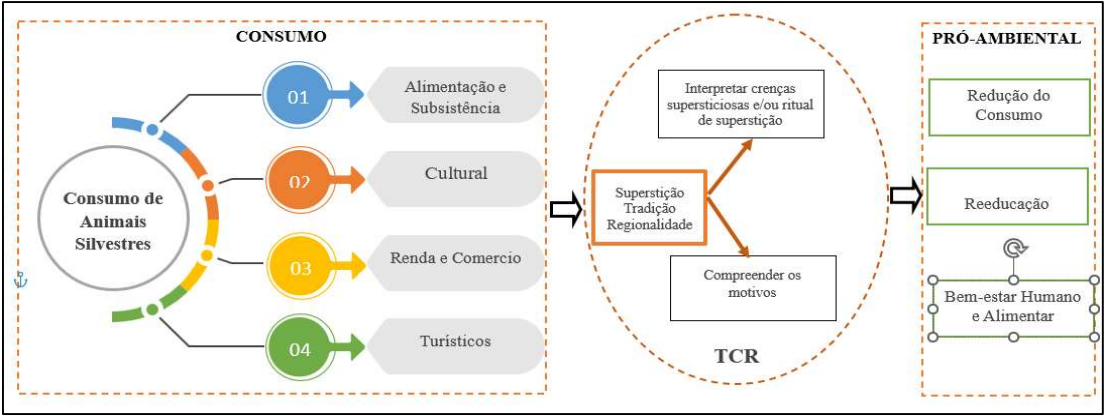 CONSUMO
Consumo de
Animais
Silvestres
01
Alimentação e
Subsistência
02
Cultural
03
Renda e Comercio
04
Turísticos
Interpretar crenças
supersticiosas e/ou ritual
de superstição
Superstição
Tradição
Regionalidade
Compreender os
motivos
TCR
PRÓ-AMBIENTAL
Redução do
Consumo
Reeducação
Bem-estar Humano
e Alimentar